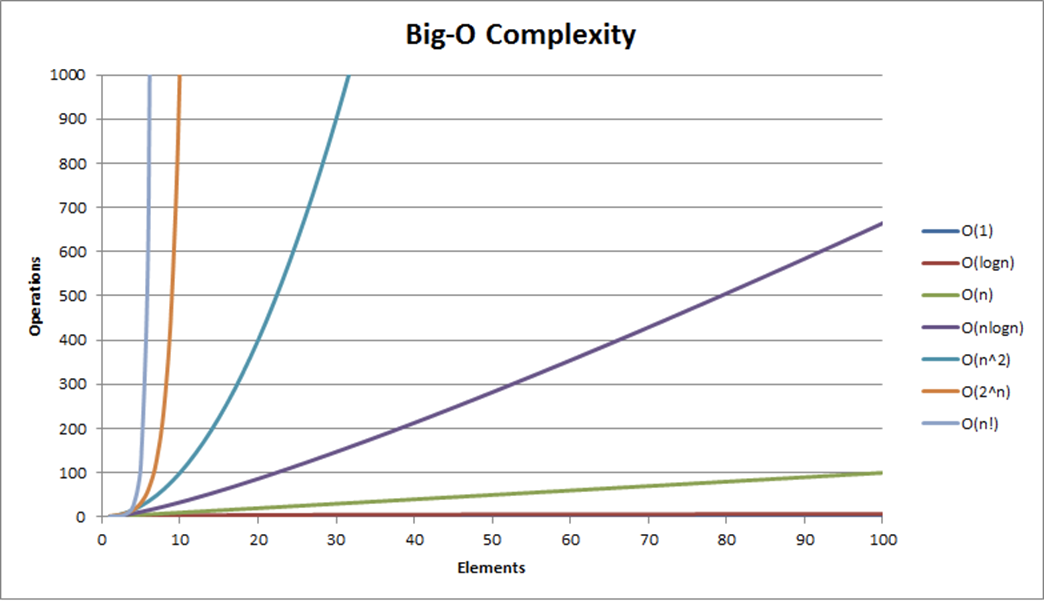 Big-O Complexity
1000
900
800
700
600
500
400
300
200
100
0
Operations
0 10 20 30 40 50 60 70 80 90 100
Elements
O(1)
O(logn)
O(n)
O(nlogn)
O(n^2)
O(2^n)
O(n!)